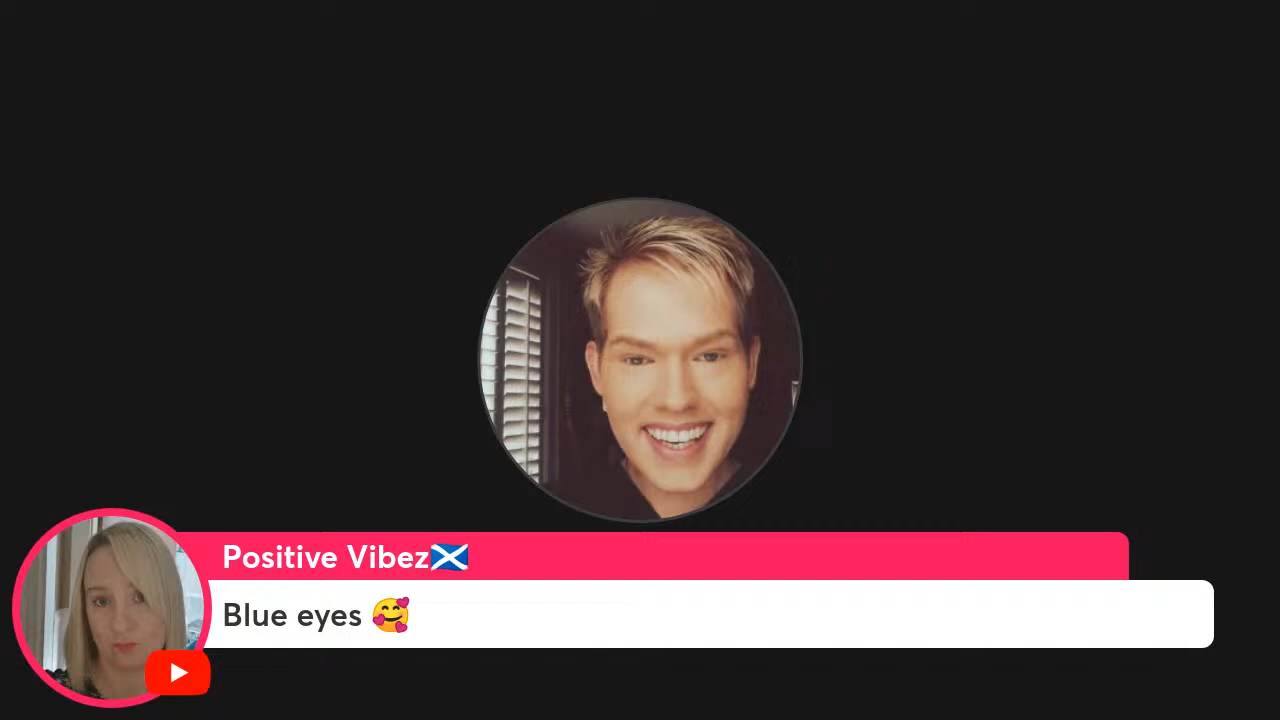 Positive Vibez🏴󠁧󠁢󠁳󠁣󠁴󠁿
Blue eyes 🥰